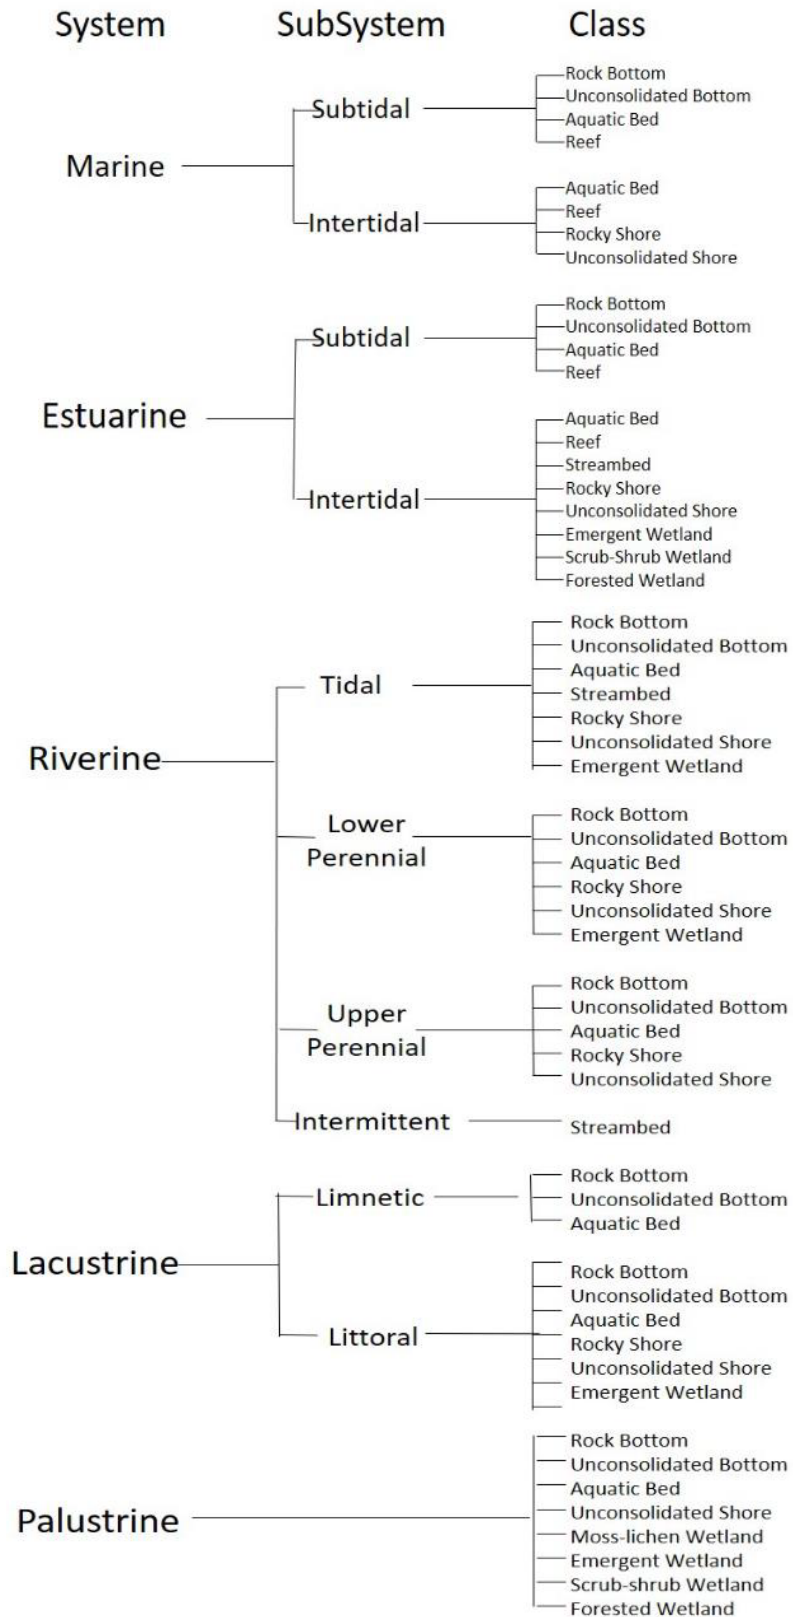 System SubSystem Class
Rock Bottom
Subtidal Unconsolidated Bottom
Aquatic Bed
Reef
Marine
Aquatic Bed
Reef
Intertidal
Rocky Shore
Unconsolidated Shore
Rock Bottom
Subtidal Unconsolidated Bottom
Aquatic Bed
Reef
Estuarine
Aquatic Bed
Reef
Streambed
Rocky Shore
Intertidal
Unconsolidated Shore
Emergent Wetland
Scrub-Shrub Wetland
Forested Wetland
Rock Bottom
Unconsolidated Bottom
Aquatic Bed
Tidal
Streambed
Rocky Shore
Unconsolidated Shore
Riverine
Emergent Wetland
Rock Bottom
Lower
Perennial
Unconsolidated Bottom
Aquatic Bed
Rocky Shore
Unconsolidated Shore
Emergent Wetland
Rock Bottom
Unconsolidated Bottom
Upper
Perennial
Aquatic Bed
Rocky Shore
Unconsolidated Shore
Intermittent
Streambed
Rock Bottom
Limnetic
Unconsolidated Bottom
Aquatic Bed
Lacustrine
Rock Bottom
Unconsolidated Bottom
Aquatic Bed
Littoral
Rocky Shore
Unconsolidated Shore
Emergent Wetland
Rock Bottom
Unconsolidated Bottom
Aquatic Bed
Unconsolidated Shore
Palustrine
Moss-lichen Wetland
Emergent Wetland
Scrub-shrub Wetland
Forested Wetland